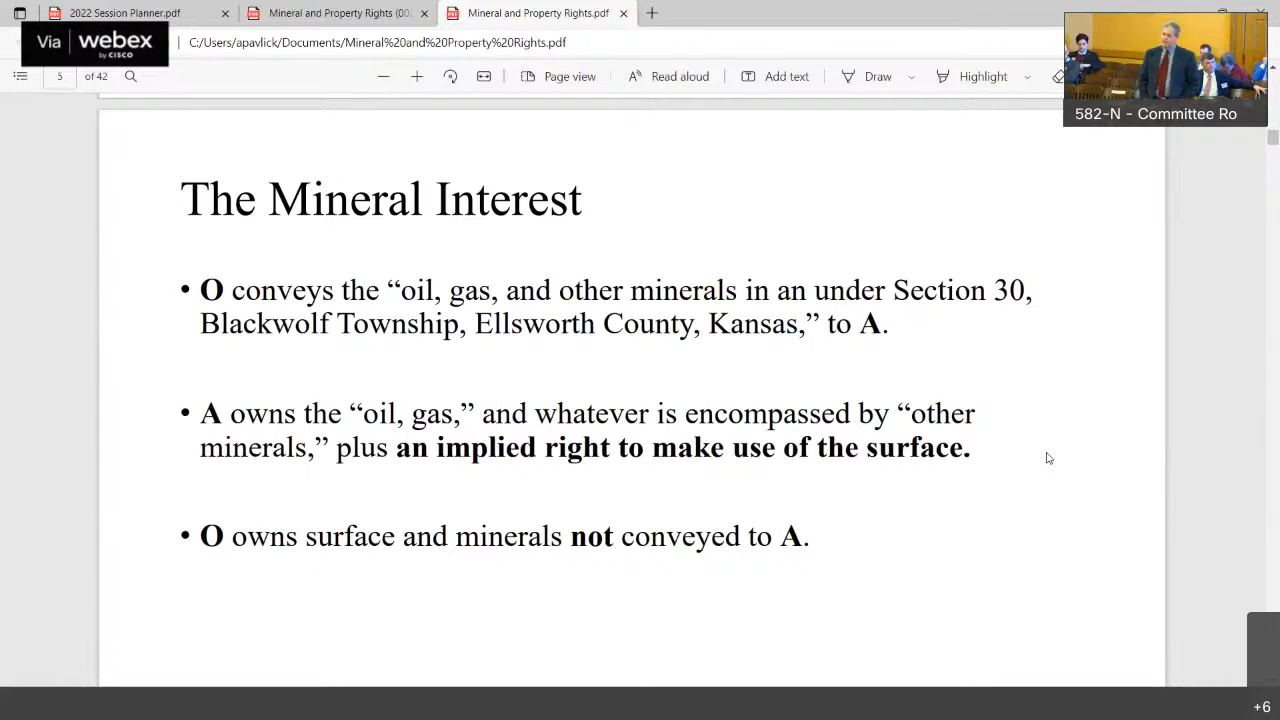 2022 Session Planner.pdf
Mineral and Property Rights (00
Mineral and Property Rights.pdf
Via webex
by CISCO
C:/Users/apavlick/Documents/Mineral%20and%20Property%20Rights.pdf
5 of 42
Page view
Read aloud
Add text
Draw
Highlight
582-N - Committee Ro
The Mineral Interest
• O conveys the “oil, gas, and other minerals in an under Section 30,
Blackwolf Township, Ellsworth County, Kansas,” to A.
• A owns the “oil, gas,” and whatever is encompassed by “other
minerals,” plus an implied right to make use of the surface.
• O owns surface and minerals not conveyed to A.
+6